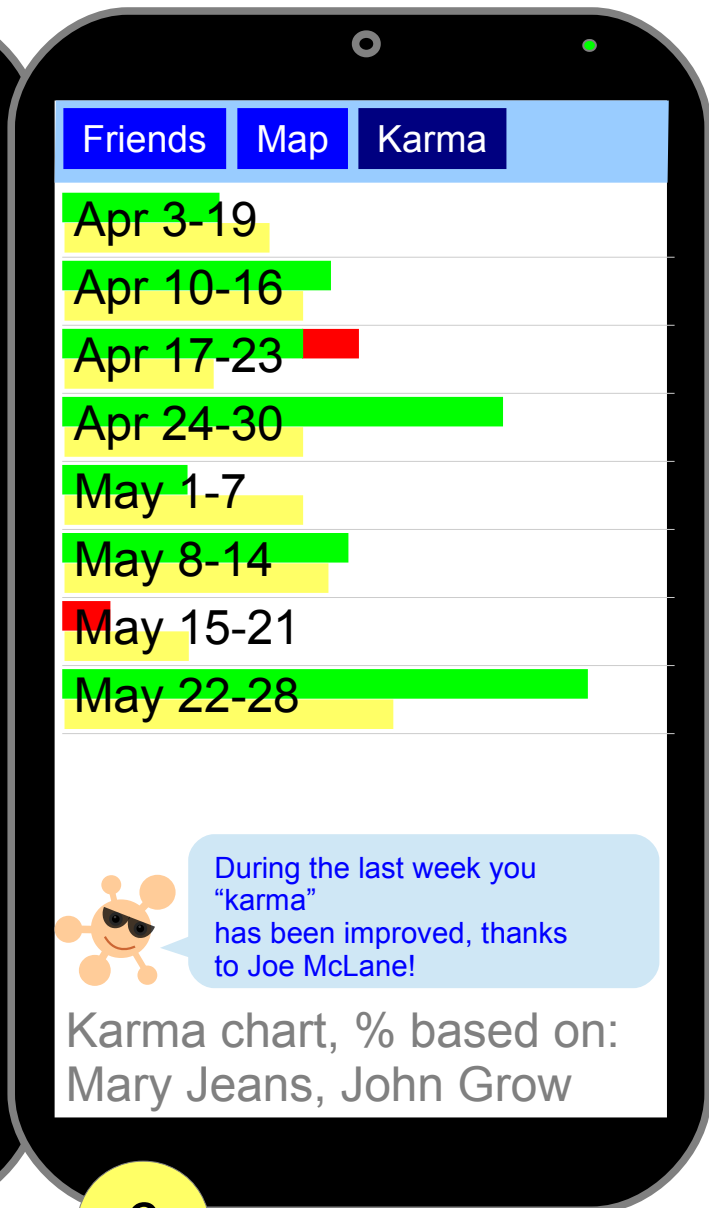 Friends Map Karma
Apr 3-19
Apr 10-16
Apr 17-23
Apr 24-30
May 1-7
May 8-14
May 15-21
May 22-28
During the last week you
“karma”
has been improved, thanks
to Joe McLane!
Karma chart, % based on:
Mary Jeans, John Grow